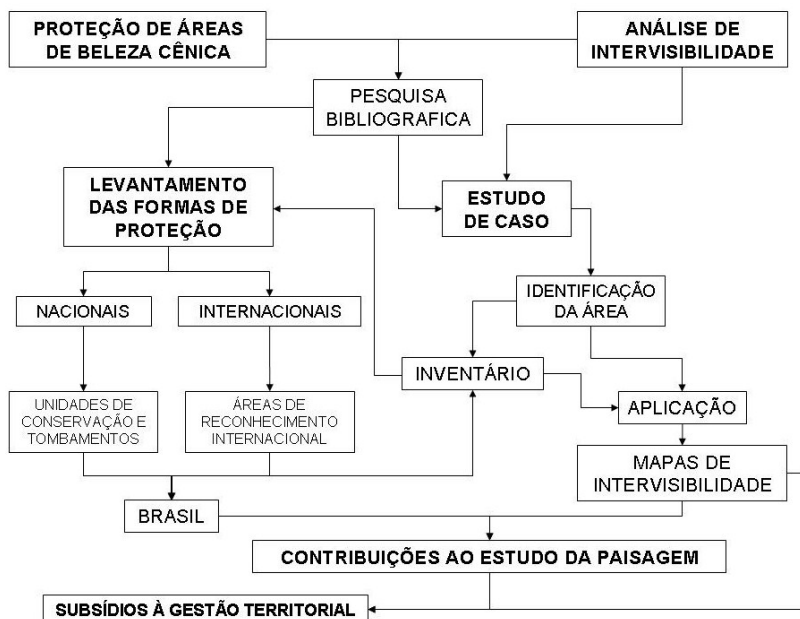 PROTEÇÃO DE ÁREAS
DE BELEZA CÊNICA
ANÁLISE DE
INTERVISIBILIDADE
PESQUISA
BIBLIOGRAFICA
LEVANTAMENTO
DAS FORMAS DE
PROTEÇÃO
ESTUDO
DE CASO
IDENTIFICAÇÃO
DA ÁREA
NACIONAIS
INTERNACIONAIS
INVENTÁRIO
UNIDADES DE
CONSERVAÇÃO E
TOMBAMENTOS
ÁREAS DE
RECONHECIMENTO
INTERNACIONAL
APLICAÇÃO
MAPAS DE
INTERVISIBILIDADE
BRASIL
CONTRIBUIÇÕES AO ESTUDO DA PAISAGEM
SUBSÍDIOS À GESTÃO TERRITORIAL